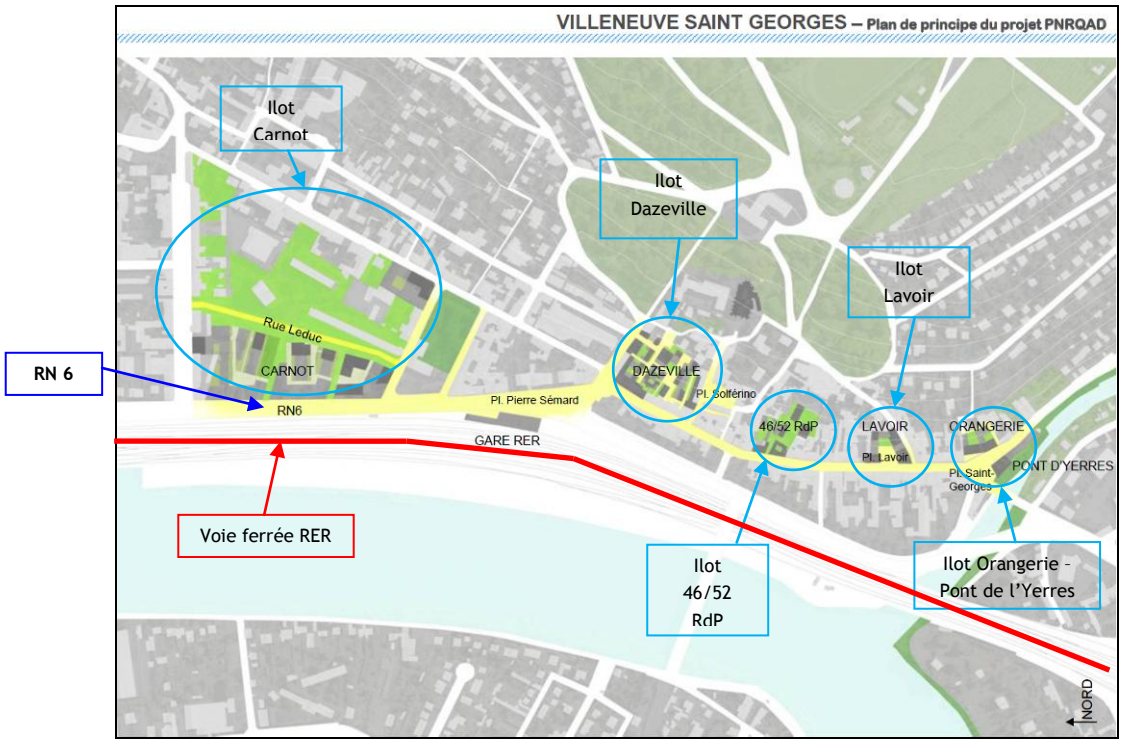 VILLENEUVE SAINT GEORGES – Plan de principe du projet PNRQAD
Ilot
Carnot
Ilot
Dazeville
Ilot
Lavoir
Rue Leduc
RN 6
CARNOT
DAZEVILLE
Pl. Solférino
Pl. Pierre Sémard
RN6
46/52 RdP
LAVOIR
ORANGERIE
GARE RER
Pl. Lavoir
Pl. Saint-
Georges
PONT D'YERRES
Voie ferrée RER
Ilot
46/52
RdP
Ilot Orangerie –
Pont de l'Yerres
NORD